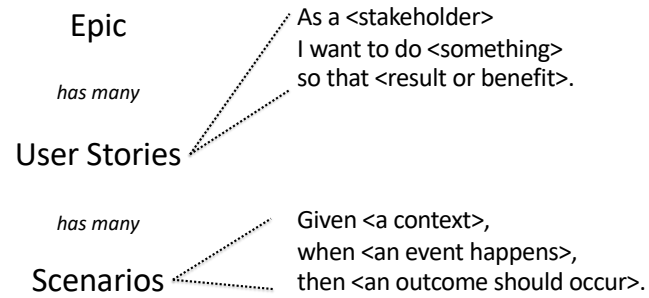 Epic
As a <stakeholder>
I want to do <something>
so that <result or benefit>.
has many
User Stories
has many
Given <a context>,
when <an event happens>,
then <an outcome should occur>.
Scenarios